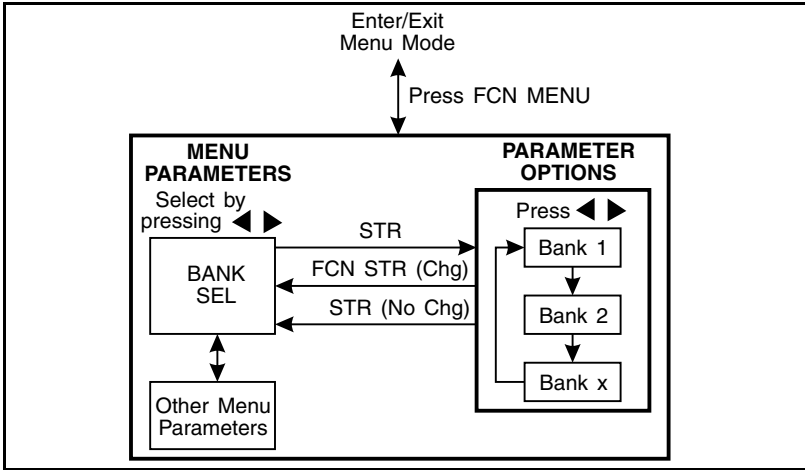 Enter/Exit
Menu Mode
Press FCN MENU
MENU
PARAMETERS
Select by
pressing
PARAMETER
OPTIONS
Press
STR
FCN STR (Chg)
STR (No Chg)
BANK
SEL
Bank 1
Bank 2
Bank x
Other Menu
Parameters